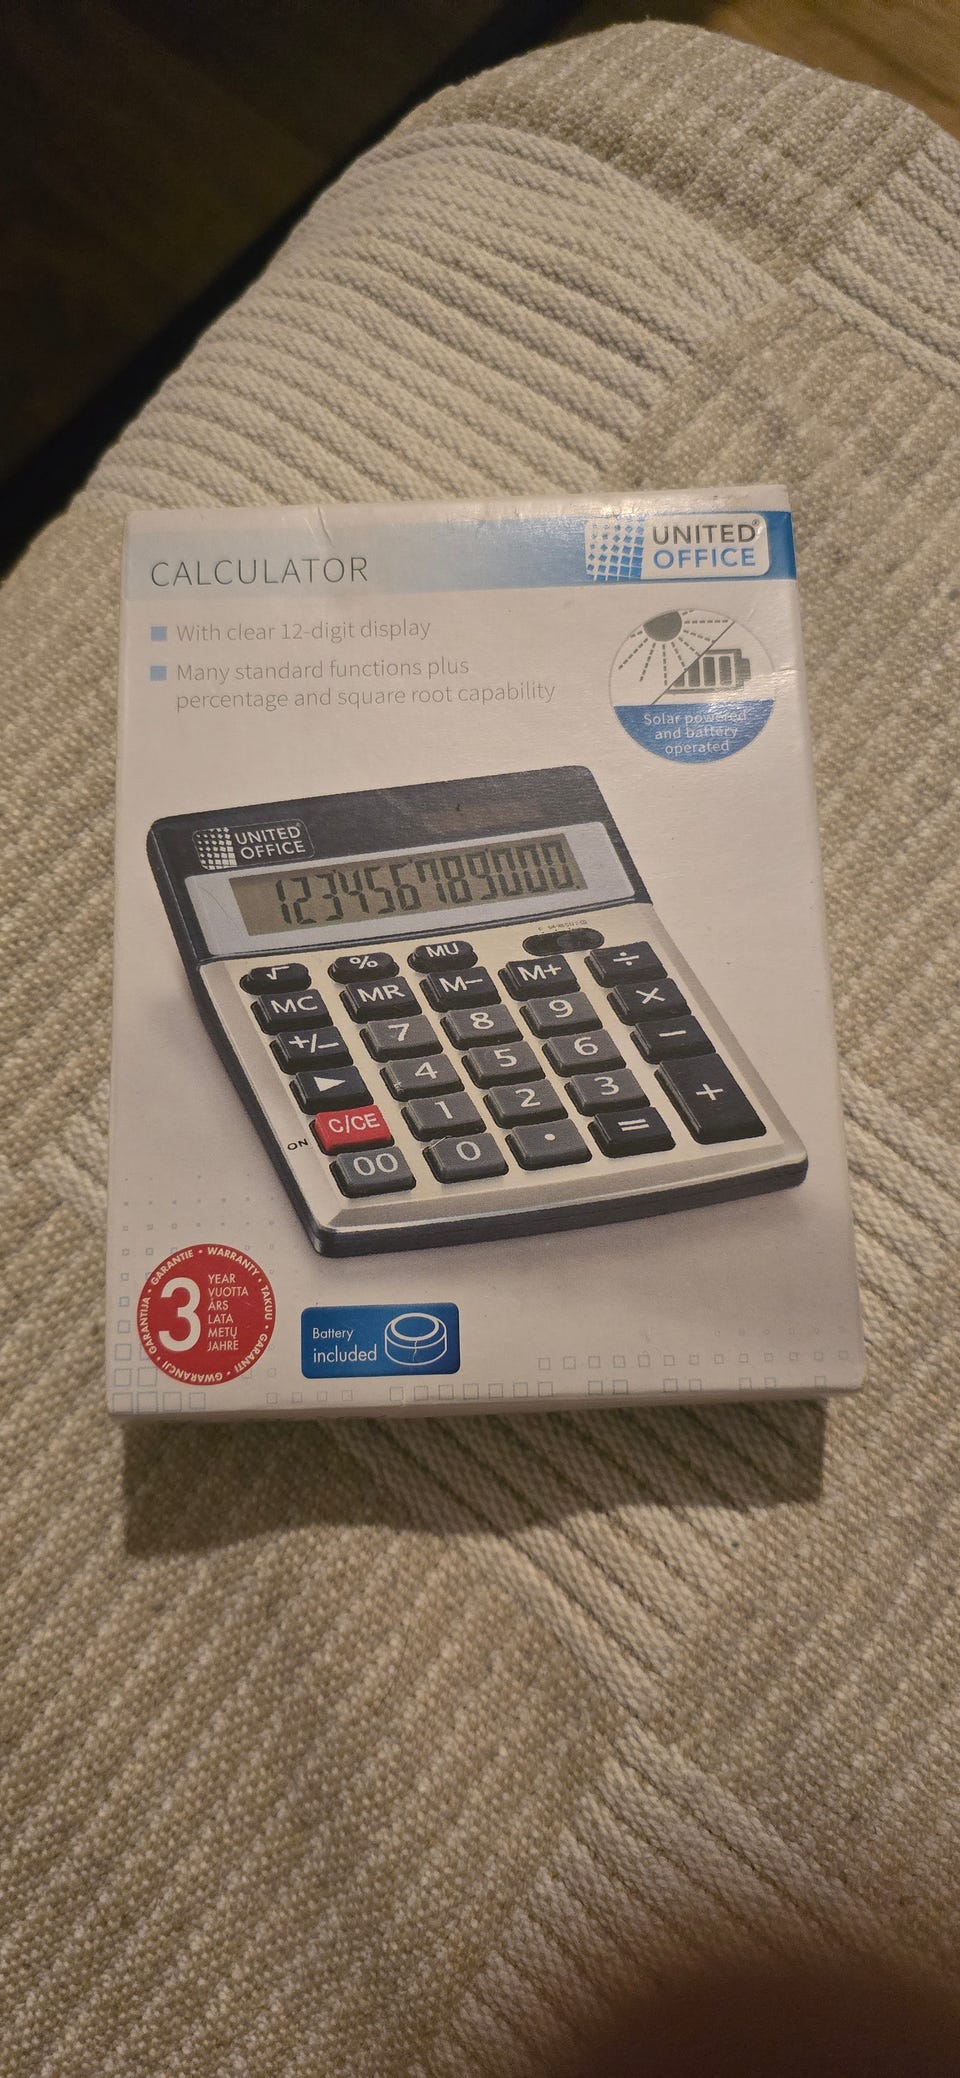 CALCULATOR
UNITED®
OFFICE
With clear 12-digit display
Many standard functions plus
percentage and square root capability
Solar powered
and battery
operated
UNITED®
OFFICE
123456789000.
√ % MU
MC MR M− M+ ÷
+/− 7 8 9 ×
▶ 4 5 6 −
C/CE 1 2 3 +
ON
00 0 . =
GARANTIE • WARRANTY • TAKUU • GARANTI • GWARANCJI • GARANTIJA
3
YEAR
VUOTTA
ÅRS
LATA
METŲ
JAHRE
Battery
included